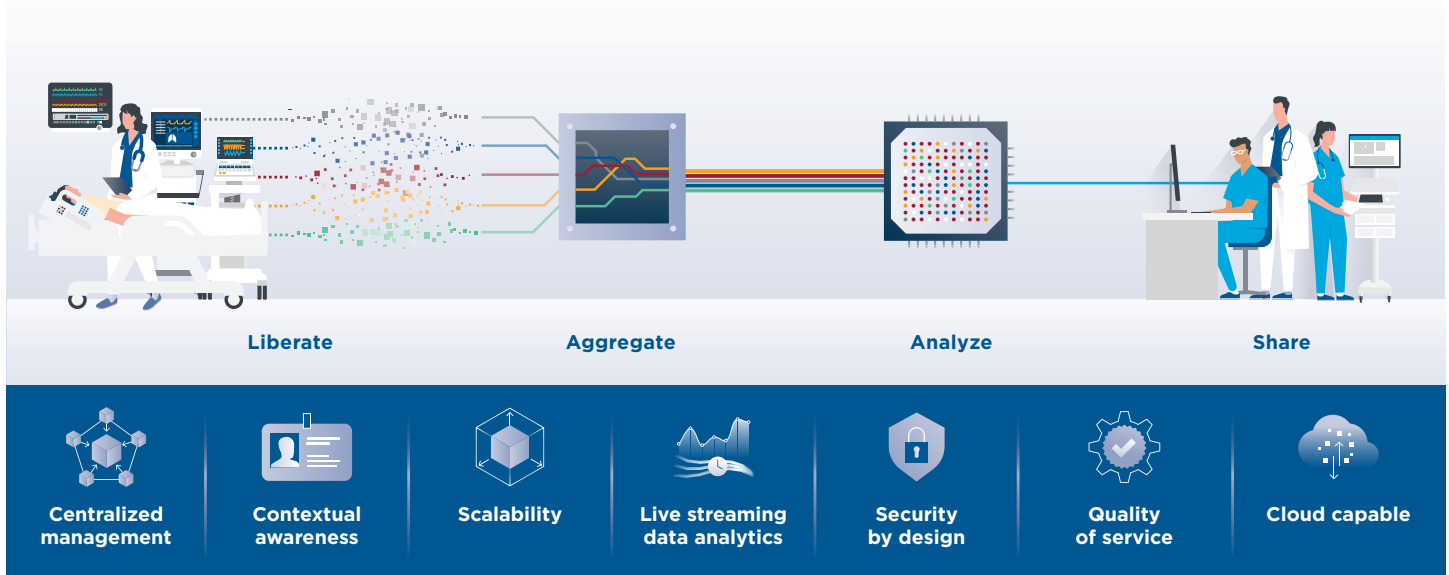 Liberate
Aggregate
Analyze
Share
Centralized
management
Contextual
awareness
Scalability
Live streaming
data analytics
Security
by design
Quality
of service
Cloud capable